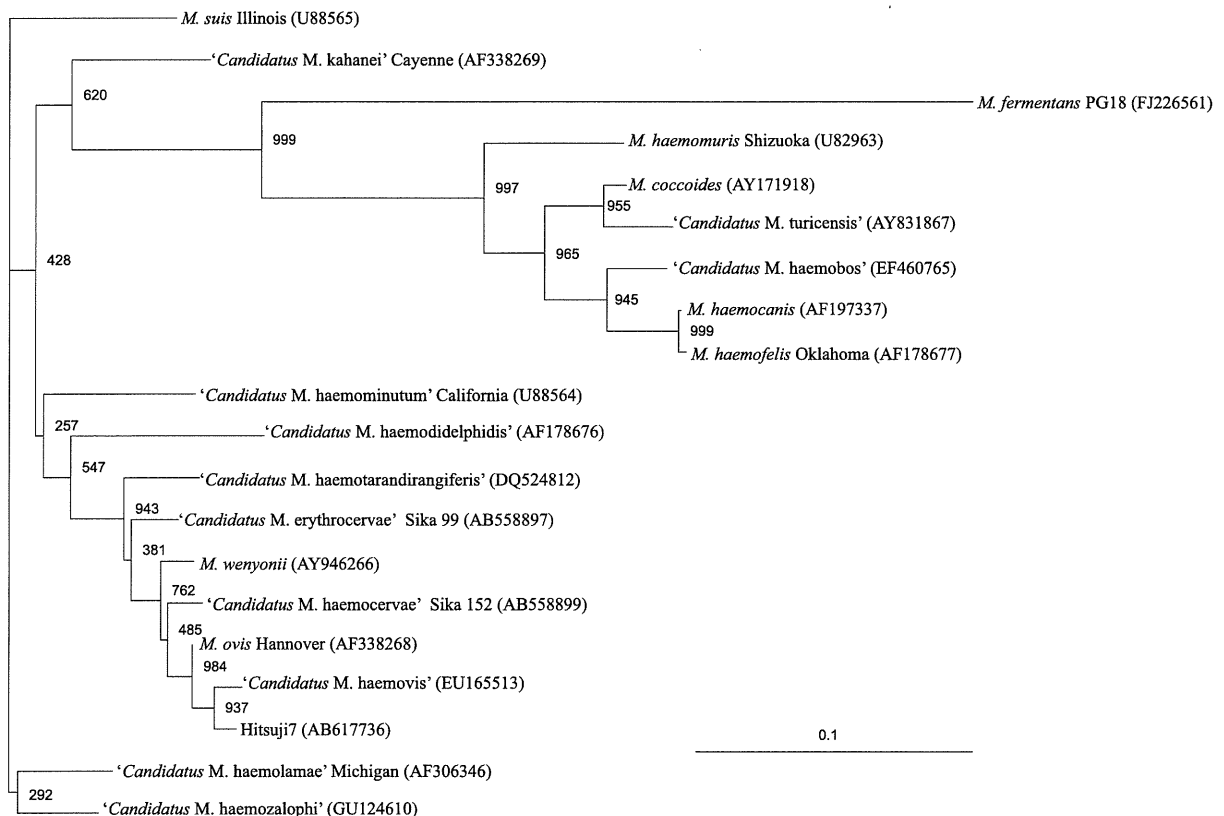 M. suis Illinois (U88565)
‘Candidatus M. kahanei’ Cayenne (AF338269)
620
M. fermentans PG18 (FJ226561)
999
M. haemomuris Shizuoka (U82963)
997
M. coccoides (AY171918)
955
‘Candidatus M. turicensis’ (AY831867)
965
428
‘Candidatus M. haemobos’ (EF460765)
945
M. haemocanis (AF197337)
999
M. haemofelis Oklahoma (AF178677)
‘Candidatus M. haemominutum’ California (U88564)
257
‘Candidatus M. haemodidelphidis’ (AF178676)
547
‘Candidatus M. haemotarandirangiferis’ (DQ524812)
943
‘Candidatus M. erythrocervae’ Sika 99 (AB558897)
381
M. wenyonii (AY946266)
762
‘Candidatus M. haemocervae’ Sika 152 (AB558899)
485
M. ovis Hannover (AF338268)
984
‘Candidatus M. haemovis’ (EU165513)
937
Hitsuji7 (AB617736)
0.1
‘Candidatus M. haemolamae’ Michigan (AF306346)
292
‘Candidatus M. haemozalophi’ (GU124610)